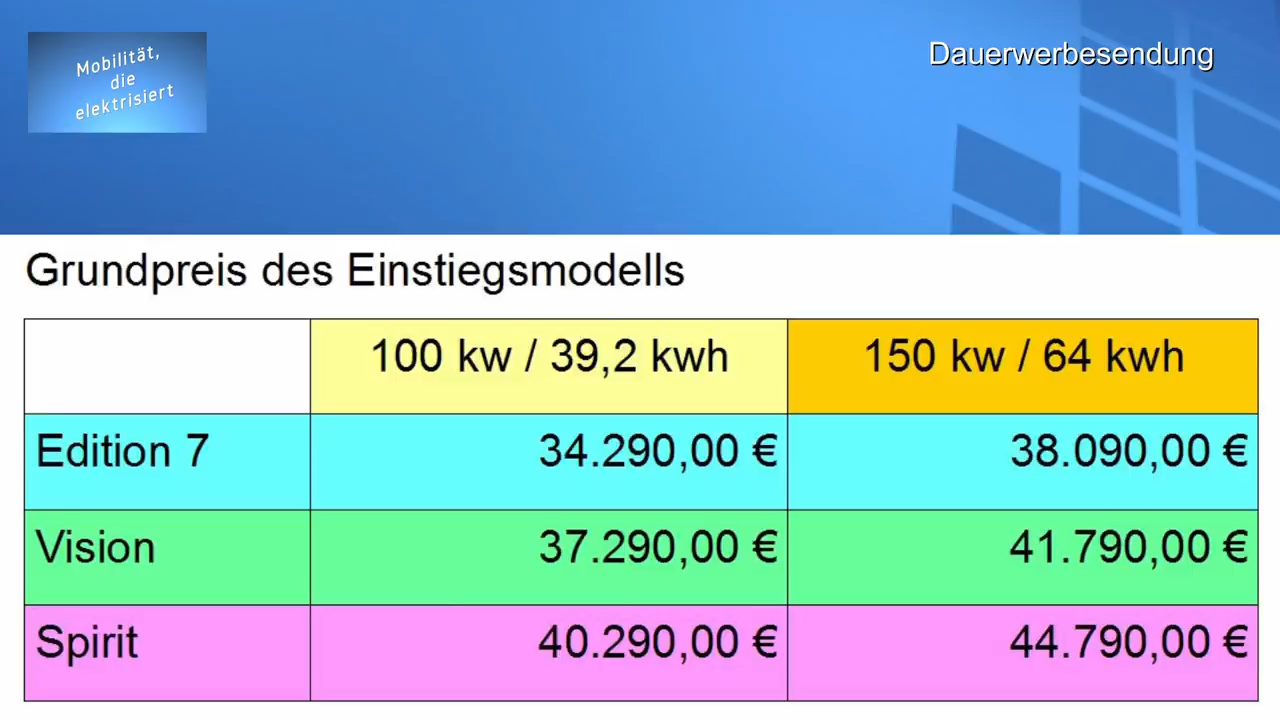 Mobilität,
die
elektrisiert
Dauerwerbesendung
Grundpreis des Einstiegsmodells
100 kw / 39,2 kwh 150 kw / 64 kwh
Edition 7 34.290,00 € 38.090,00 €
Vision 37.290,00 € 41.790,00 €
Spirit 40.290,00 € 44.790,00 €